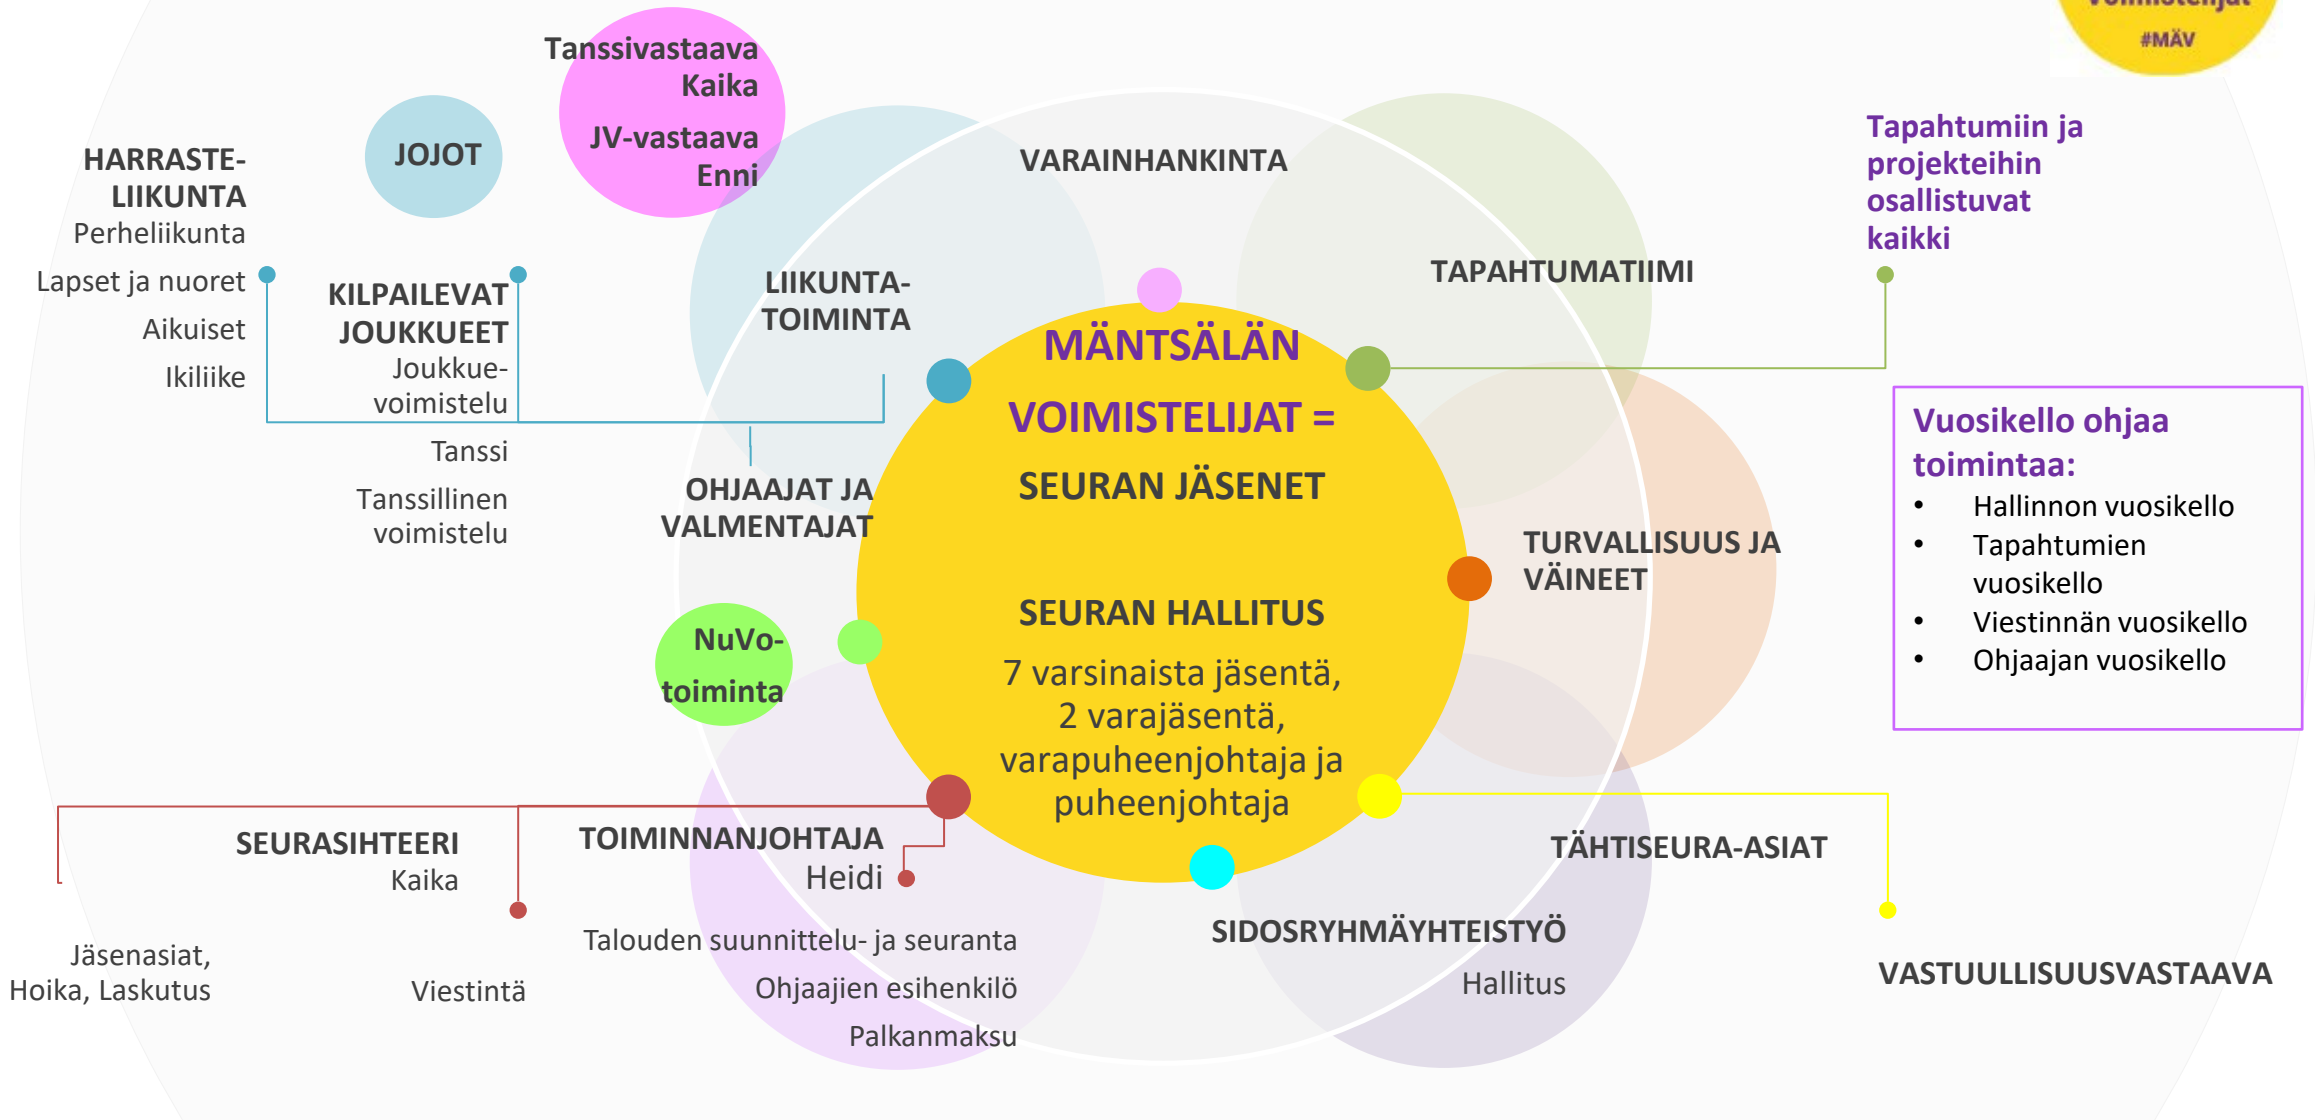 #MÄV
Tanssivastaava
Kaika
JV-vastaava
Enni
JOJOT
HARRASTE-
LIIKUNTA
Perheliikunta
Lapset ja nuoret
Aikuiset
Ikiliike
KILPAILEVAT
JOUKKUEET
Joukkue-
voimistelu
Tanssi
Tanssillinen
voimistelu
LIIKUNTA-
TOIMINTA
OHJAAJAT JA
VALMENTAJAT
VARAINHANKINTA
TAPAHTUMATIIMI
Tapahtumiin ja
projekteihin
osallistuvat
kaikki
MÄNTSÄLÄN
VOIMISTELIJAT =
SEURAN JÄSENET
SEURAN HALLITUS
7 varsinaista jäsentä,
2 varajäsentä,
varapuheenjohtaja ja
puheenjohtaja
TURVALLISUUS JA
VÄINEET
Vuosikello ohjaa
toimintaa:
• Hallinnon vuosikello
• Tapahtumien
vuosikello
• Viestinnän vuosikello
• Ohjaajan vuosikello
NuVo-
toiminta
SEURASIHTEERI
Kaika
Jäsenasiat,
Hoika, Laskutus
Viestintä
TOIMINNANJOHTAJA
Heidi
Talouden suunnittelu- ja seuranta
Ohjaajien esihenkilö
Palkanmaksu
TÄHTISEURA-ASIAT
SIDOSRYHMÄYHTEISTYÖ
Hallitus
VASTUULLISUUSVASTAAVA